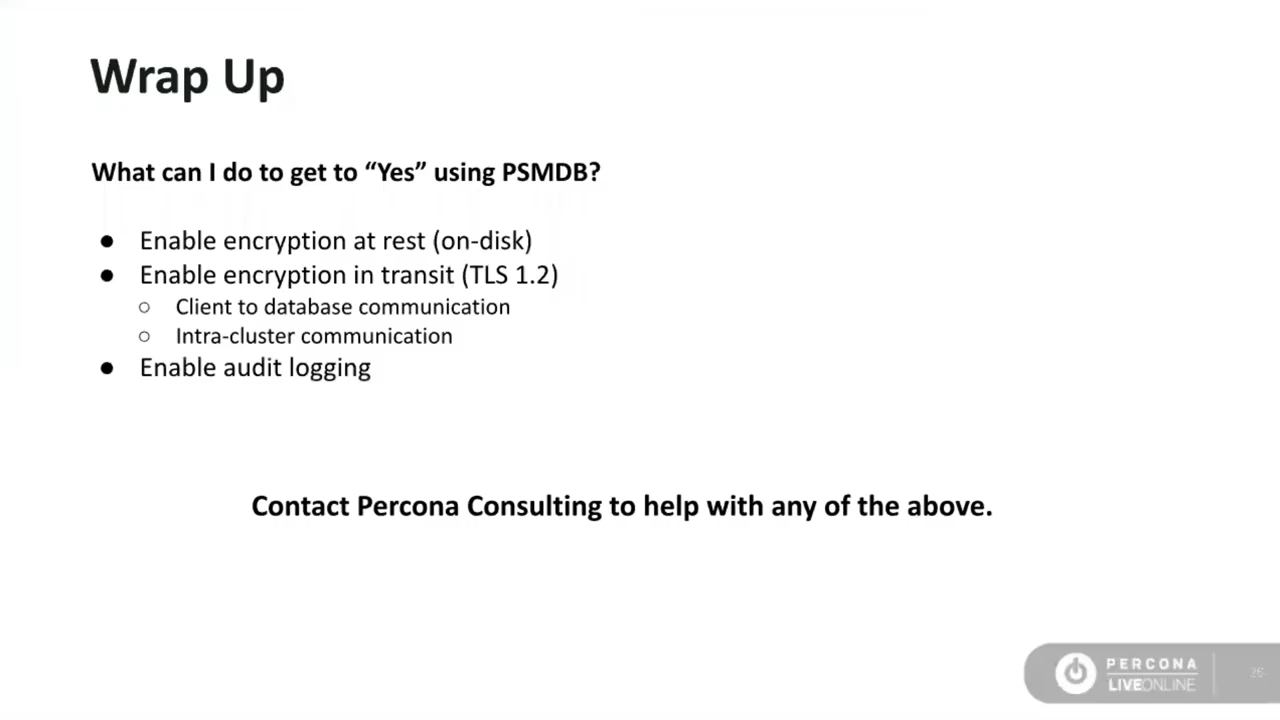 Wrap Up
What can I do to get to “Yes” using PSMDB?
● Enable encryption at rest (on-disk)
● Enable encryption in transit (TLS 1.2)
○ Client to database communication
○ Intra-cluster communication
● Enable audit logging
Contact Percona Consulting to help with any of the above.
PERCONA
LIVEONLINE